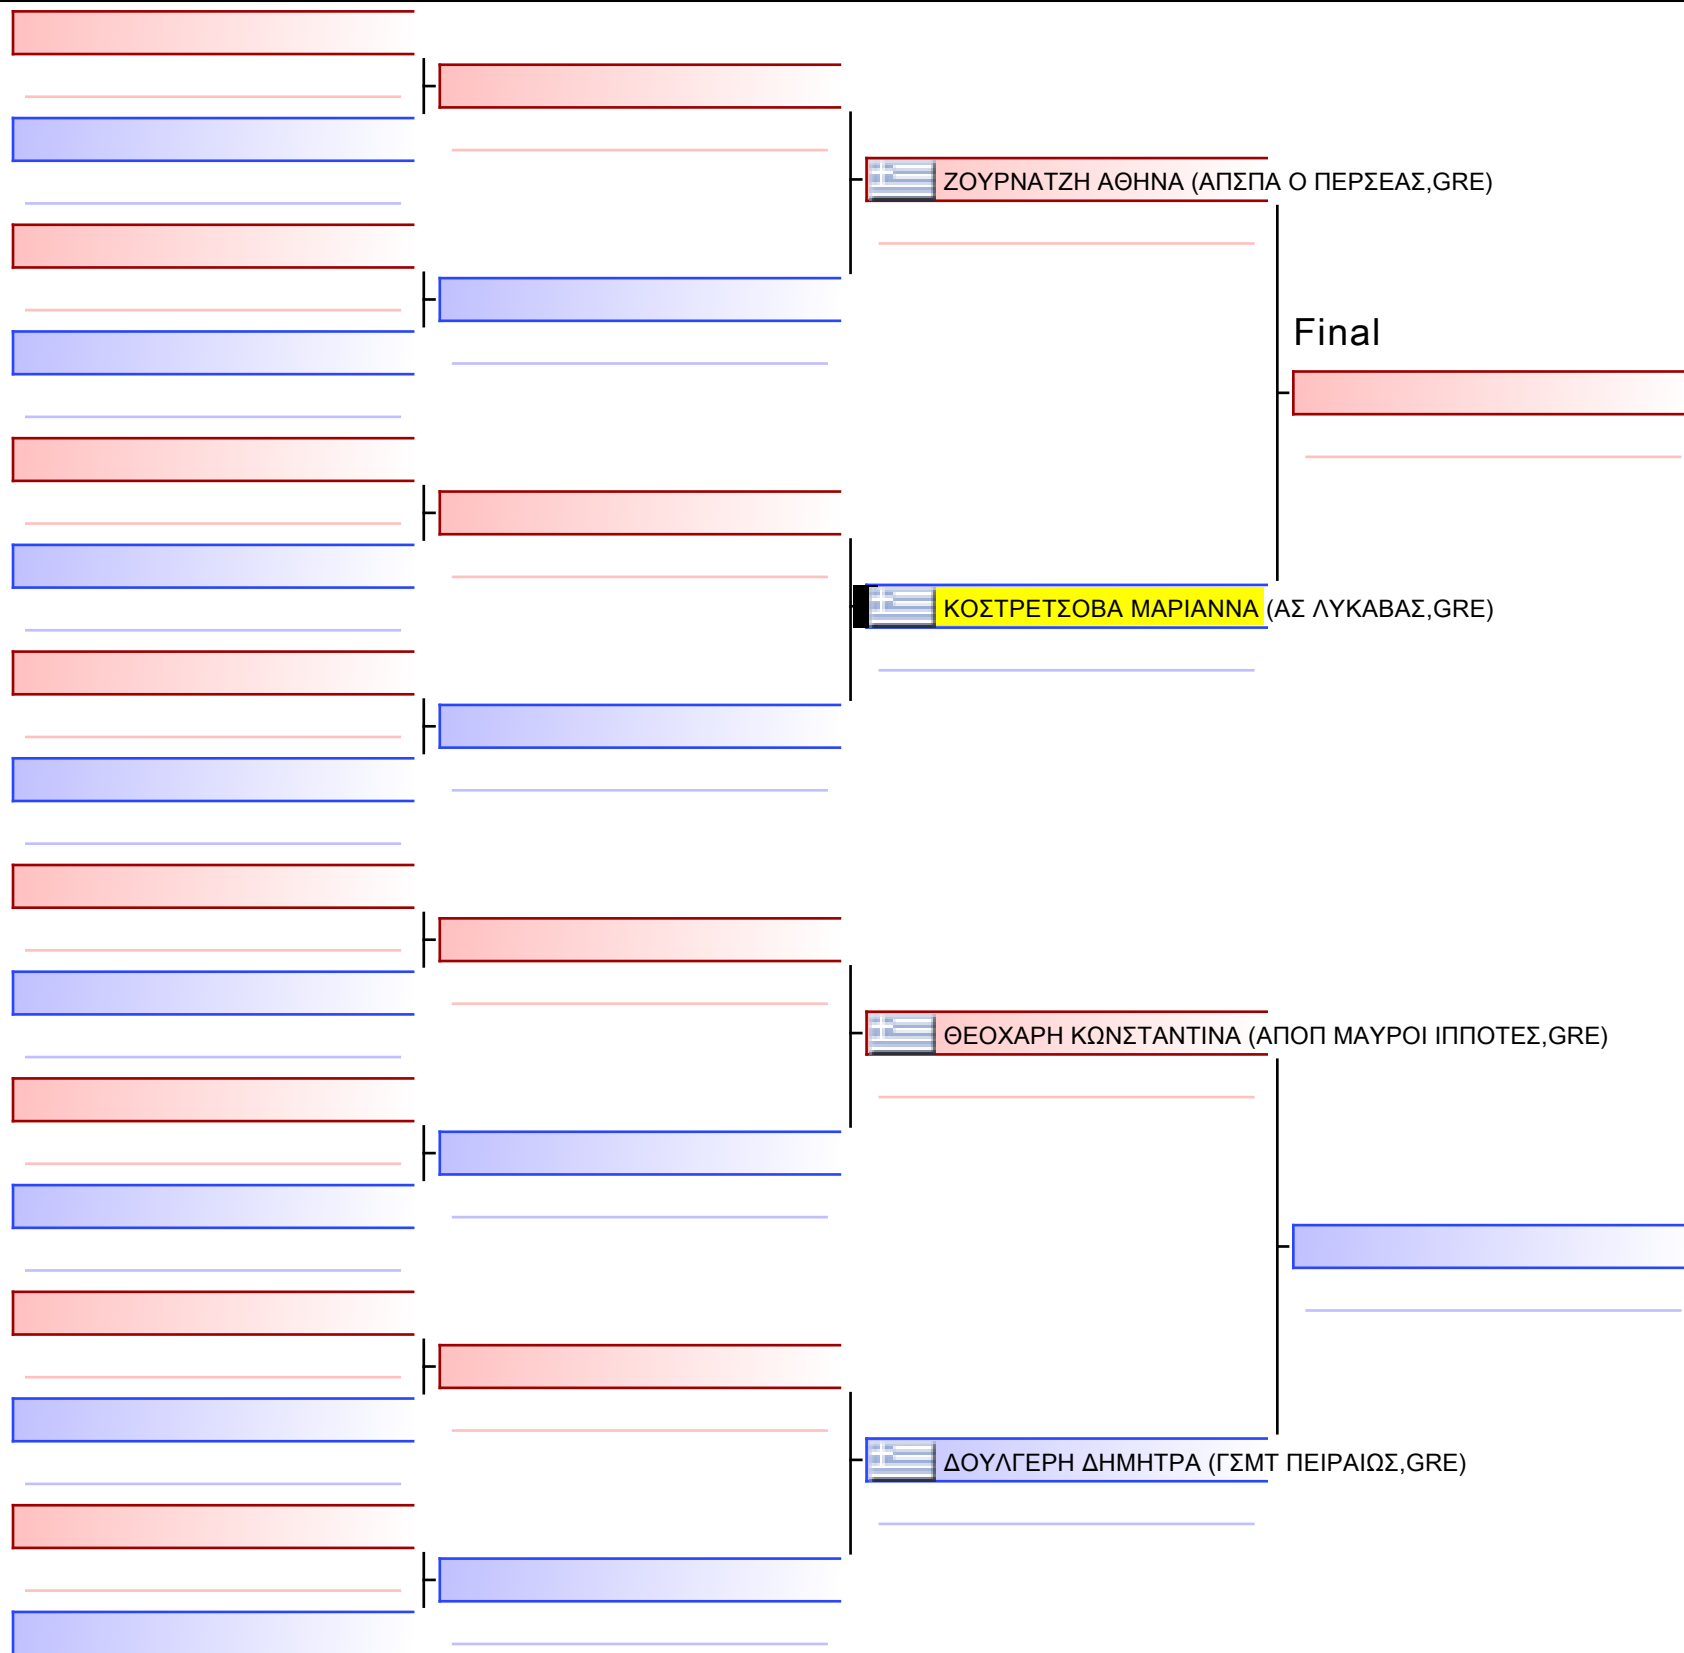 ΖΟΥΡΝΑΤΖΗ ΑΘΗΝΑ (ΑΠΣΠΑ Ο ΠΕΡΣΕΑΣ,GRE)
Final
ΚΟΣΤΡΕΤΣΟΒΑ ΜΑΡΙΑΝΝΑ (ΑΣ ΛΥΚΑΒΑΣ,GRE)
ΘΕΟΧΑΡΗ ΚΩΝΣΤΑΝΤΙΝΑ (ΑΠΟΠ ΜΑΥΡΟΙ ΙΠΠΟΤΕΣ,GRE)
ΔΟΥΛΓΕΡΗ ΔΗΜΗΤΡΑ (ΓΣΜΤ ΠΕΙΡΑΙΩΣ,GRE)